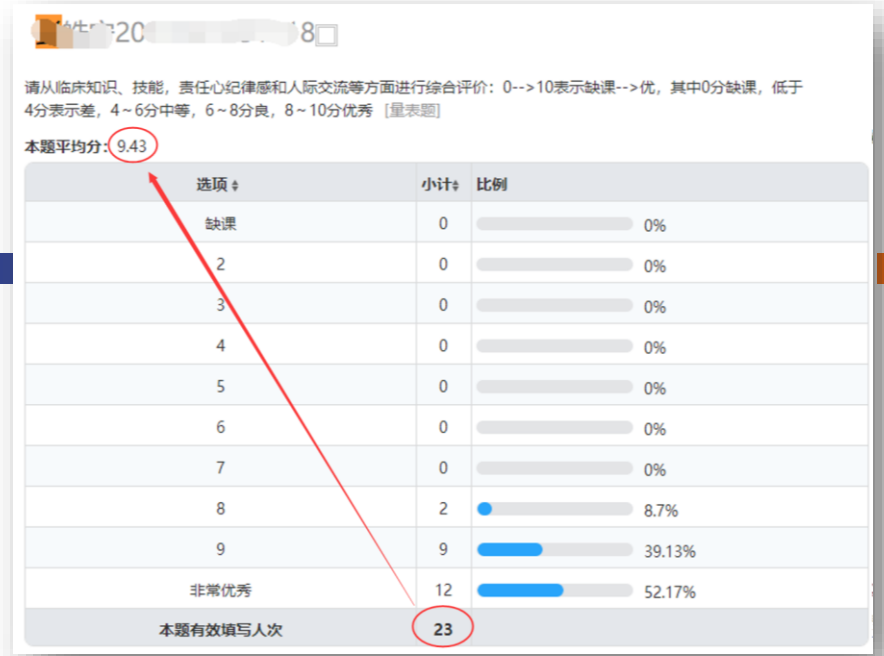 20
8
请从临床知识、技能，责任心纪律感和人际交流等方面进行综合评价：0-->10表示缺课-->优，其中0分缺课，低于
4分表示差，4～6分中等，6～8分良，8～10分优秀 [量表题]
本题平均分： 9.43
选项 小计 比例
缺课 0 0%
2 0 0%
3 0 0%
4 0 0%
5 0 0%
6 0 0%
7 0 0%
8 2 8.7%
9 9 39.13%
非常优秀 12 52.17%
本题有效填写人次 23